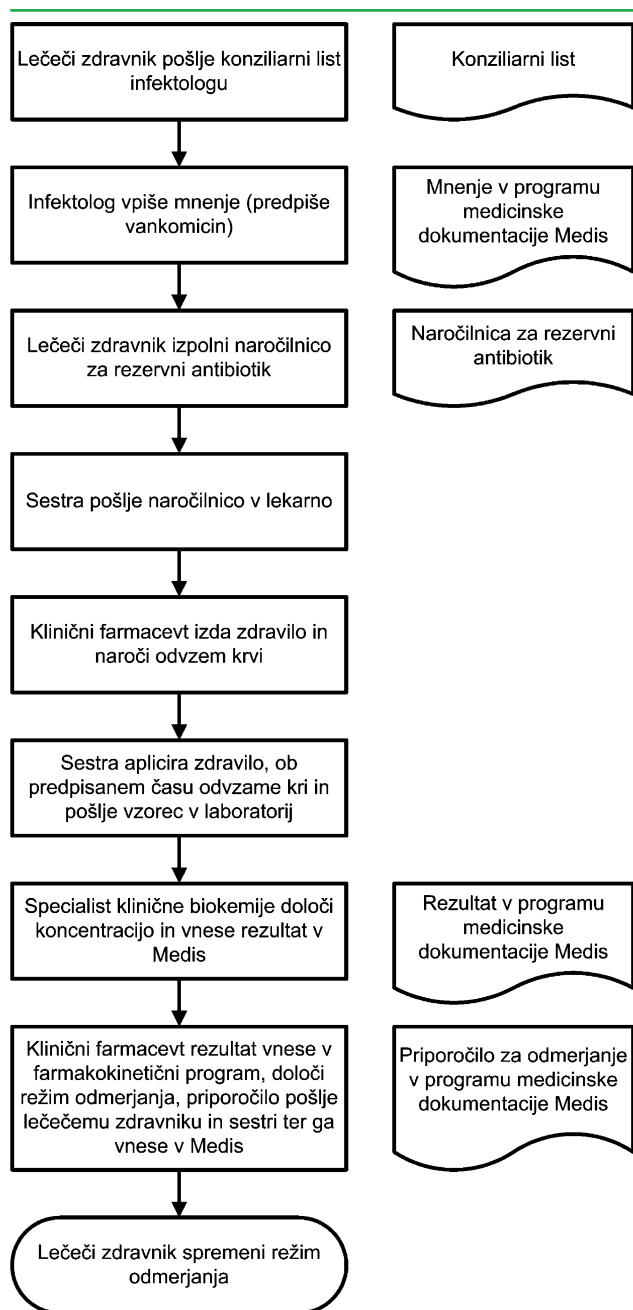 Lečeči zdravnik pošlje konziliarni list
infektologu
Konziliarni list
Infektolog vpiše mnenje (predpiše
vankomicin)
Mnenje v programu
medicinske
dokumentacije Medis
Lečeči zdravnik izpolni naročilnico
za rezervni antibiotik
Naročilnica za rezervni
antibiotik
Sestra pošlje naročilnico v lekarno
Klinični farmacevt izda zdravilo in
naroči odvzem krvi
Sestra aplicira zdravilo, ob
predpisanem času odvzame kri in
pošlje vzorec v laboratorij
Specialist klinične biokemije določi
koncentracijo in vnese rezultat v
Medis
Rezultat v programu
medicinske
dokumentacije Medis
Klinični farmacevt rezultat vnese v
farmakokinetični program, določi
režim odmerjanja, priporočilo pošlje
lečečemu zdravniku in sestri ter ga
vnese v Medis
Priporočilo za odmerjanje
v programu medicinske
dokumentacije Medis
Lečeči zdravnik spremeni režim
odmerjanja